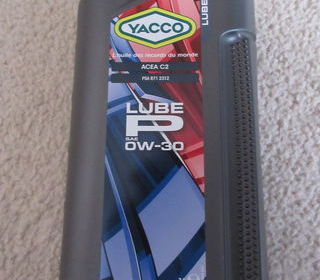 YACCO
L'huile des records du monde
ACEA C2
PSA B71 2312
LUBE
P
SAE
0W-30
LUBE